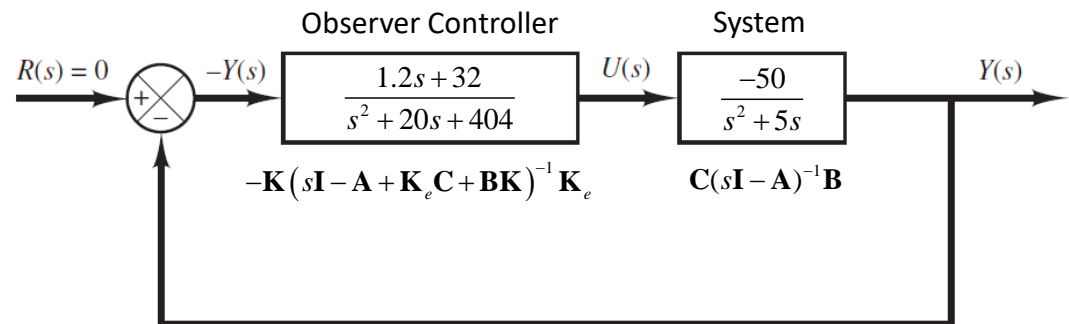 Observer Controller System
R(s) = 0 –Y(s) U(s) Y(s)
+
−
1.2s + 32
s² + 20s + 404
−50
s² + 5s
−K(sI − A + KₑC + BK)⁻¹ Kₑ
C(sI − A)⁻¹B